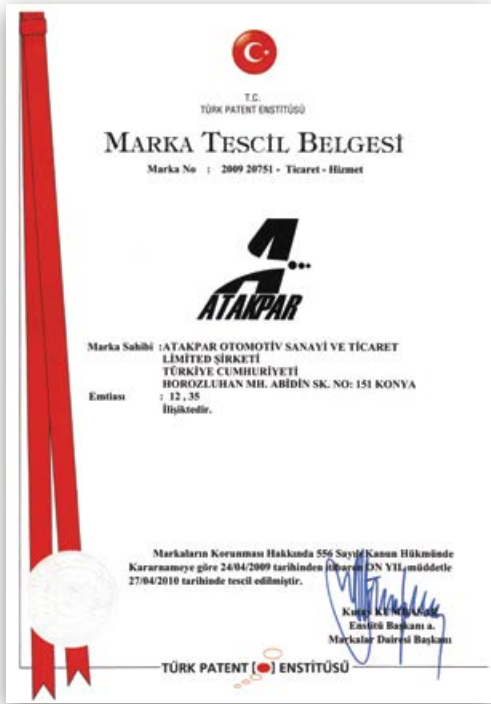 T.C.
TÜRK PATENT ENSTİTÜSÜ
MARKA TESCİL BELGESİ
Marka No : 2009 20751 - Ticaret - Hizmet
ATAKPAR
Marka Sahibi :ATAKPAR OTOMOTİV SANAYİ VE TİCARET
LİMİTED ŞİRKETİ
TÜRKİYE CUMHURİYETİ
HOROZLUHAN MH. ABİDİN SK. NO: 151 KONYA
Emtiası : 12 , 35
İlişiktedir.
Markaların Korunması Hakkında 556 Sayılı Kanun Hükmünde
Kararnameye göre 24/04/2009 tarihinden itibaren ON YIL müddetle
27/04/2010 tarihinde tescil edilmiştir.
Enstitü Başkanı a.
Markalar Dairesi Başkanı
TÜRK PATENT [ ] ENSTİTÜSÜ